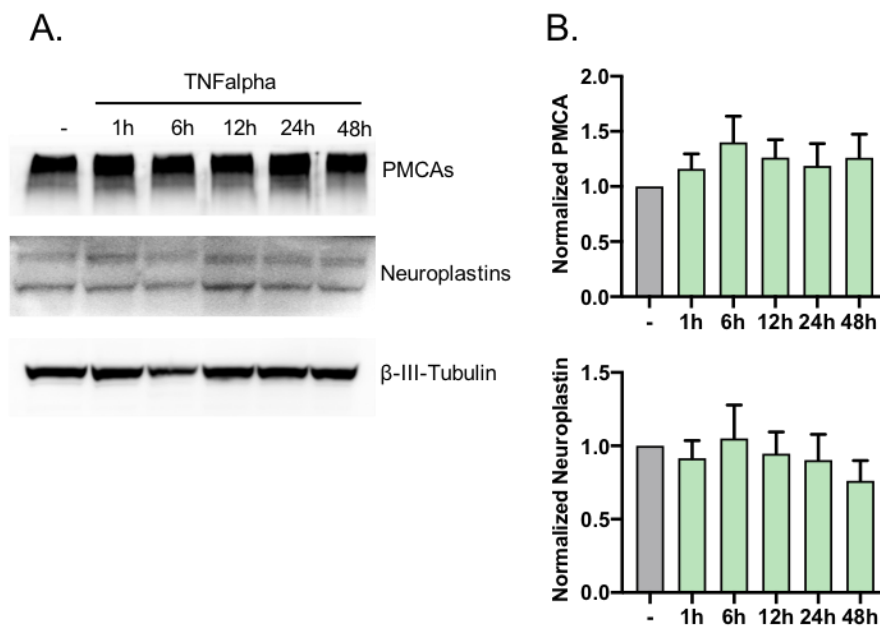 A.
TNFalpha
- 1h 6h 12h 24h 48h
PMCAs
Neuroplastins
β-III-Tubulin
B.
Normalized PMCA
2.0
1.5
1.0
0.5
0.0
- 1h 6h 12h 24h 48h
Normalized Neuroplastin
1.5
1.0
0.5
0.0
- 1h 6h 12h 24h 48h